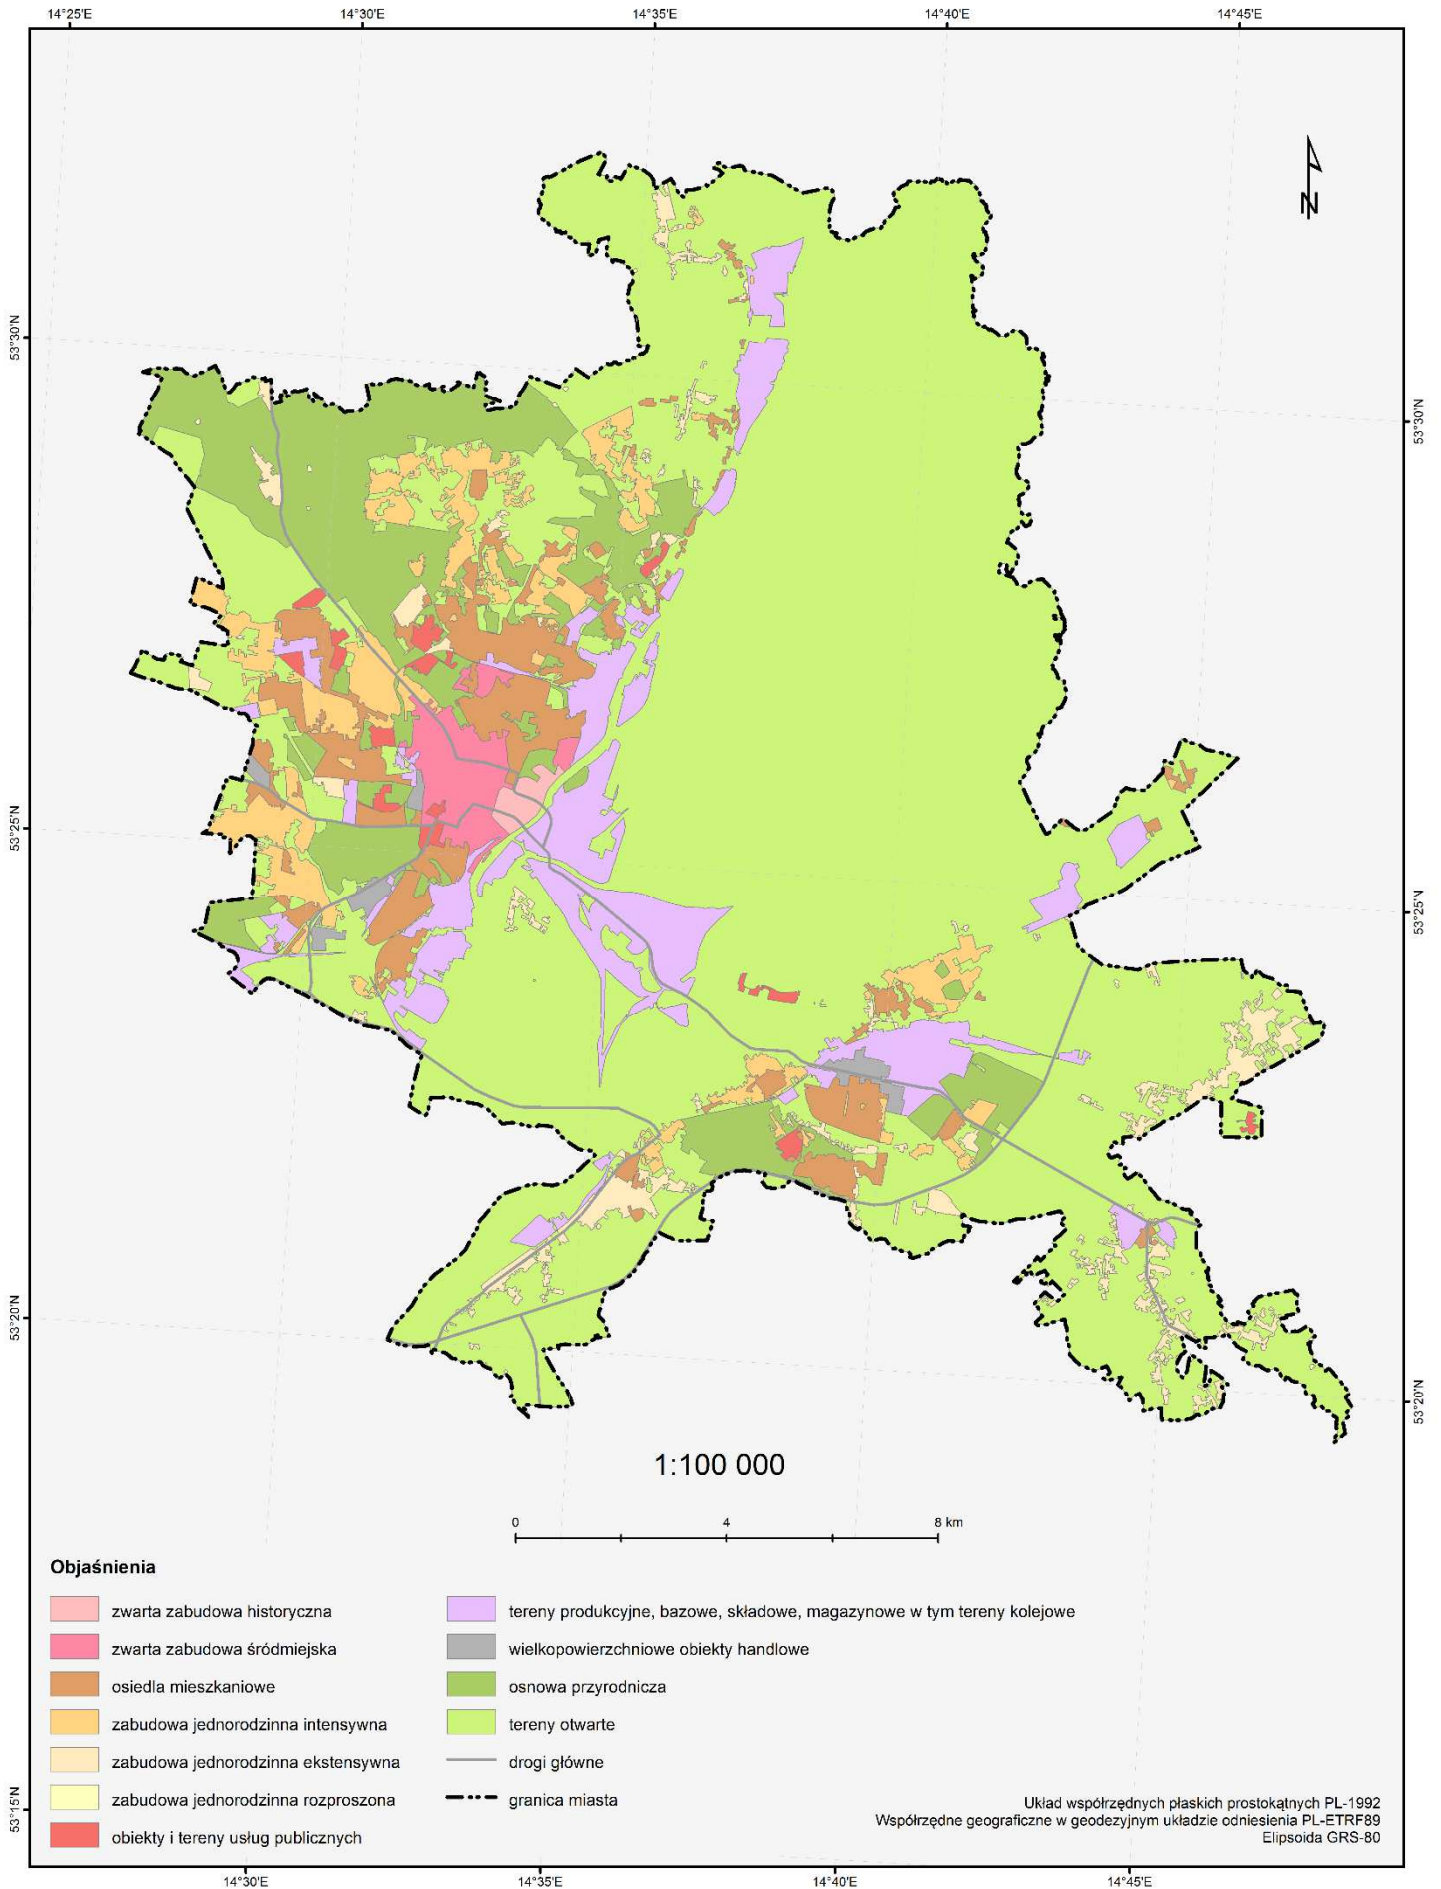 14°25'E
14°30'E
14°35'E
14°40'E
14°45'E
N
53°30'N
53°30'N
53°25'N
53°25'N
53°20'N
53°20'N
53°15'N
1:100 000
0
4
8 km
Objaśnienia
zwarta zabudowa historyczna
zwarta zabudowa śródmiejska
osiedla mieszkaniowe
zabudowa jednorodzinna intensywna
zabudowa jednorodzinna ekstensywna
zabudowa jednorodzinna rozproszona
obiekty i tereny usług publicznych
tereny produkcyjne, bazowe, składowe, magazynowe w tym tereny kolejowe
wielkopowierzchniowe obiekty handlowe
osnowa przyrodnicza
tereny otwarte
drogi główne
granica miasta
Układ współrzędnych płaskich prostokątnych PL-1992
Współrzędne geograficzne w geodezyjnym układzie odniesienia PL-ETRF89
Elipsoida GRS-80
14°30'E
14°35'E
14°40'E
14°45'E